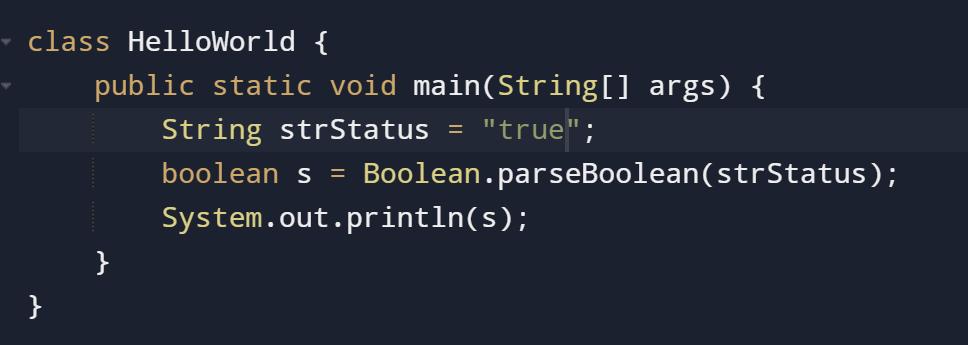 class HelloWorld {
    public static void main(String[] args) {
        String strStatus = "true";
        boolean s = Boolean.parseBoolean(strStatus);
        System.out.println(s);
    }
}